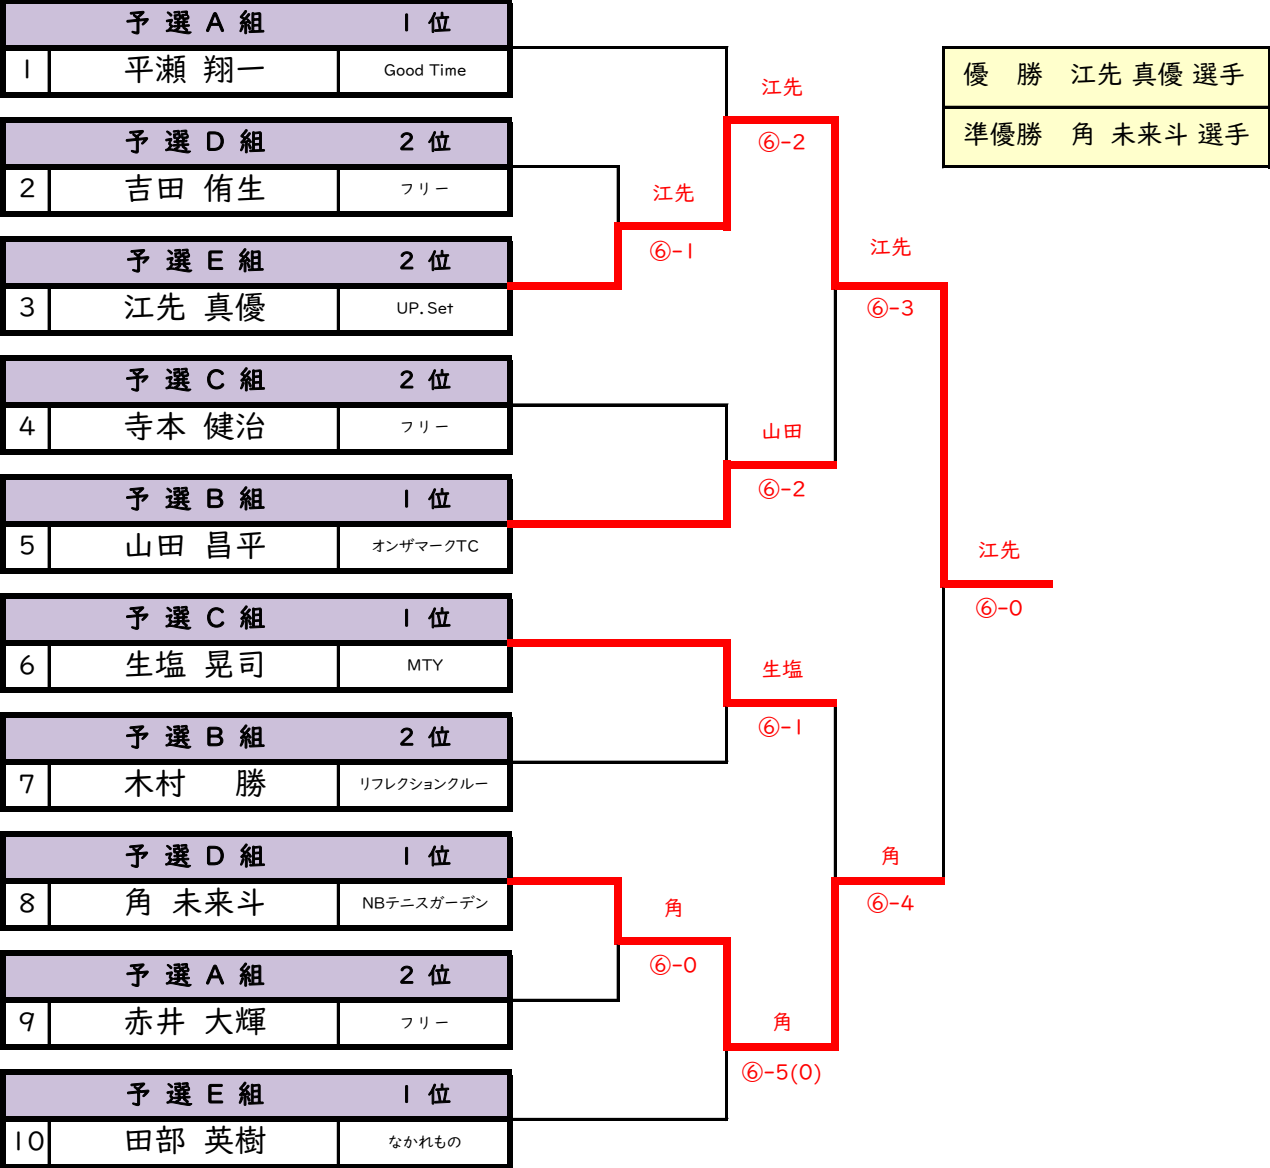 予選A組 1位
1 平瀬 翔一 Good Time
予選D組 2位
2 吉田 侑生 フリー
予選E組 2位
3 江先 真優 UP.Set
予選C組 2位
4 寺本 健治 フリー
予選B組 1位
5 山田 昌平 オンザマークTC
予選C組 1位
6 生塩 晃司 MTY
予選B組 2位
7 木村 勝 リフレクションクルー
予選D組 1位
8 角 未来斗 NBテニスガーデン
予選A組 2位
9 赤井 大輝 フリー
予選E組 1位
10 田部 英樹 なかれもの
江先
⑥-1
角
⑥-0
江先
⑥-2
山田
⑥-2
生塩
⑥-1
角
⑥-5(0)
江先
⑥-3
角
⑥-4
江先
⑥-0
優 勝 江先 真優 選手
準優勝 角 未来斗 選手